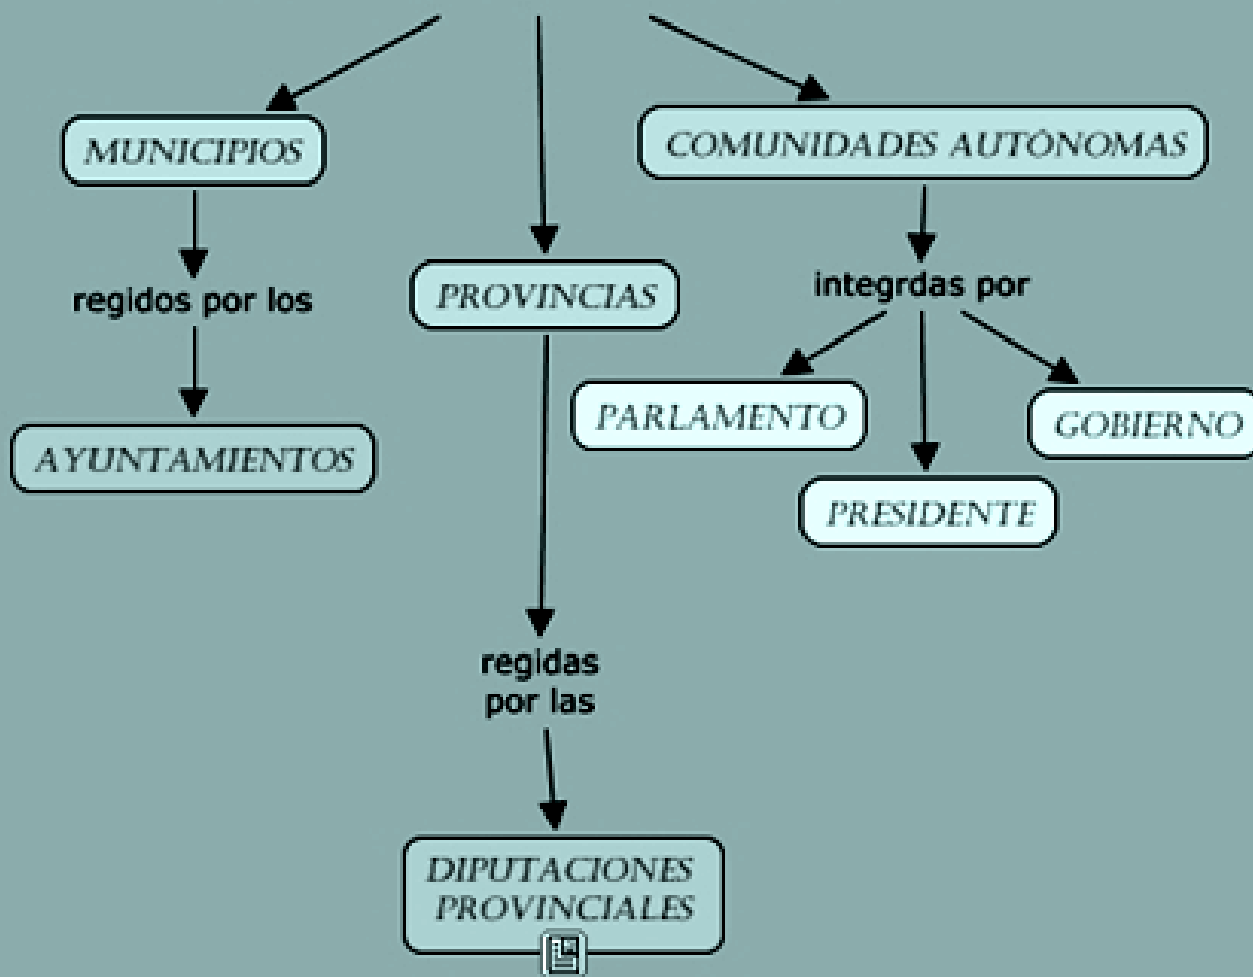 MUNICIPIOS
COMUNIDADES AUTÓNOMAS
regidos por los
PROVINCIAS
integrdas por
AYUNTAMIENTOS
PARLAMENTO
GOBIERNO
PRESIDENTE
regidas
por las
DIPUTACIONES
PROVINCIALES